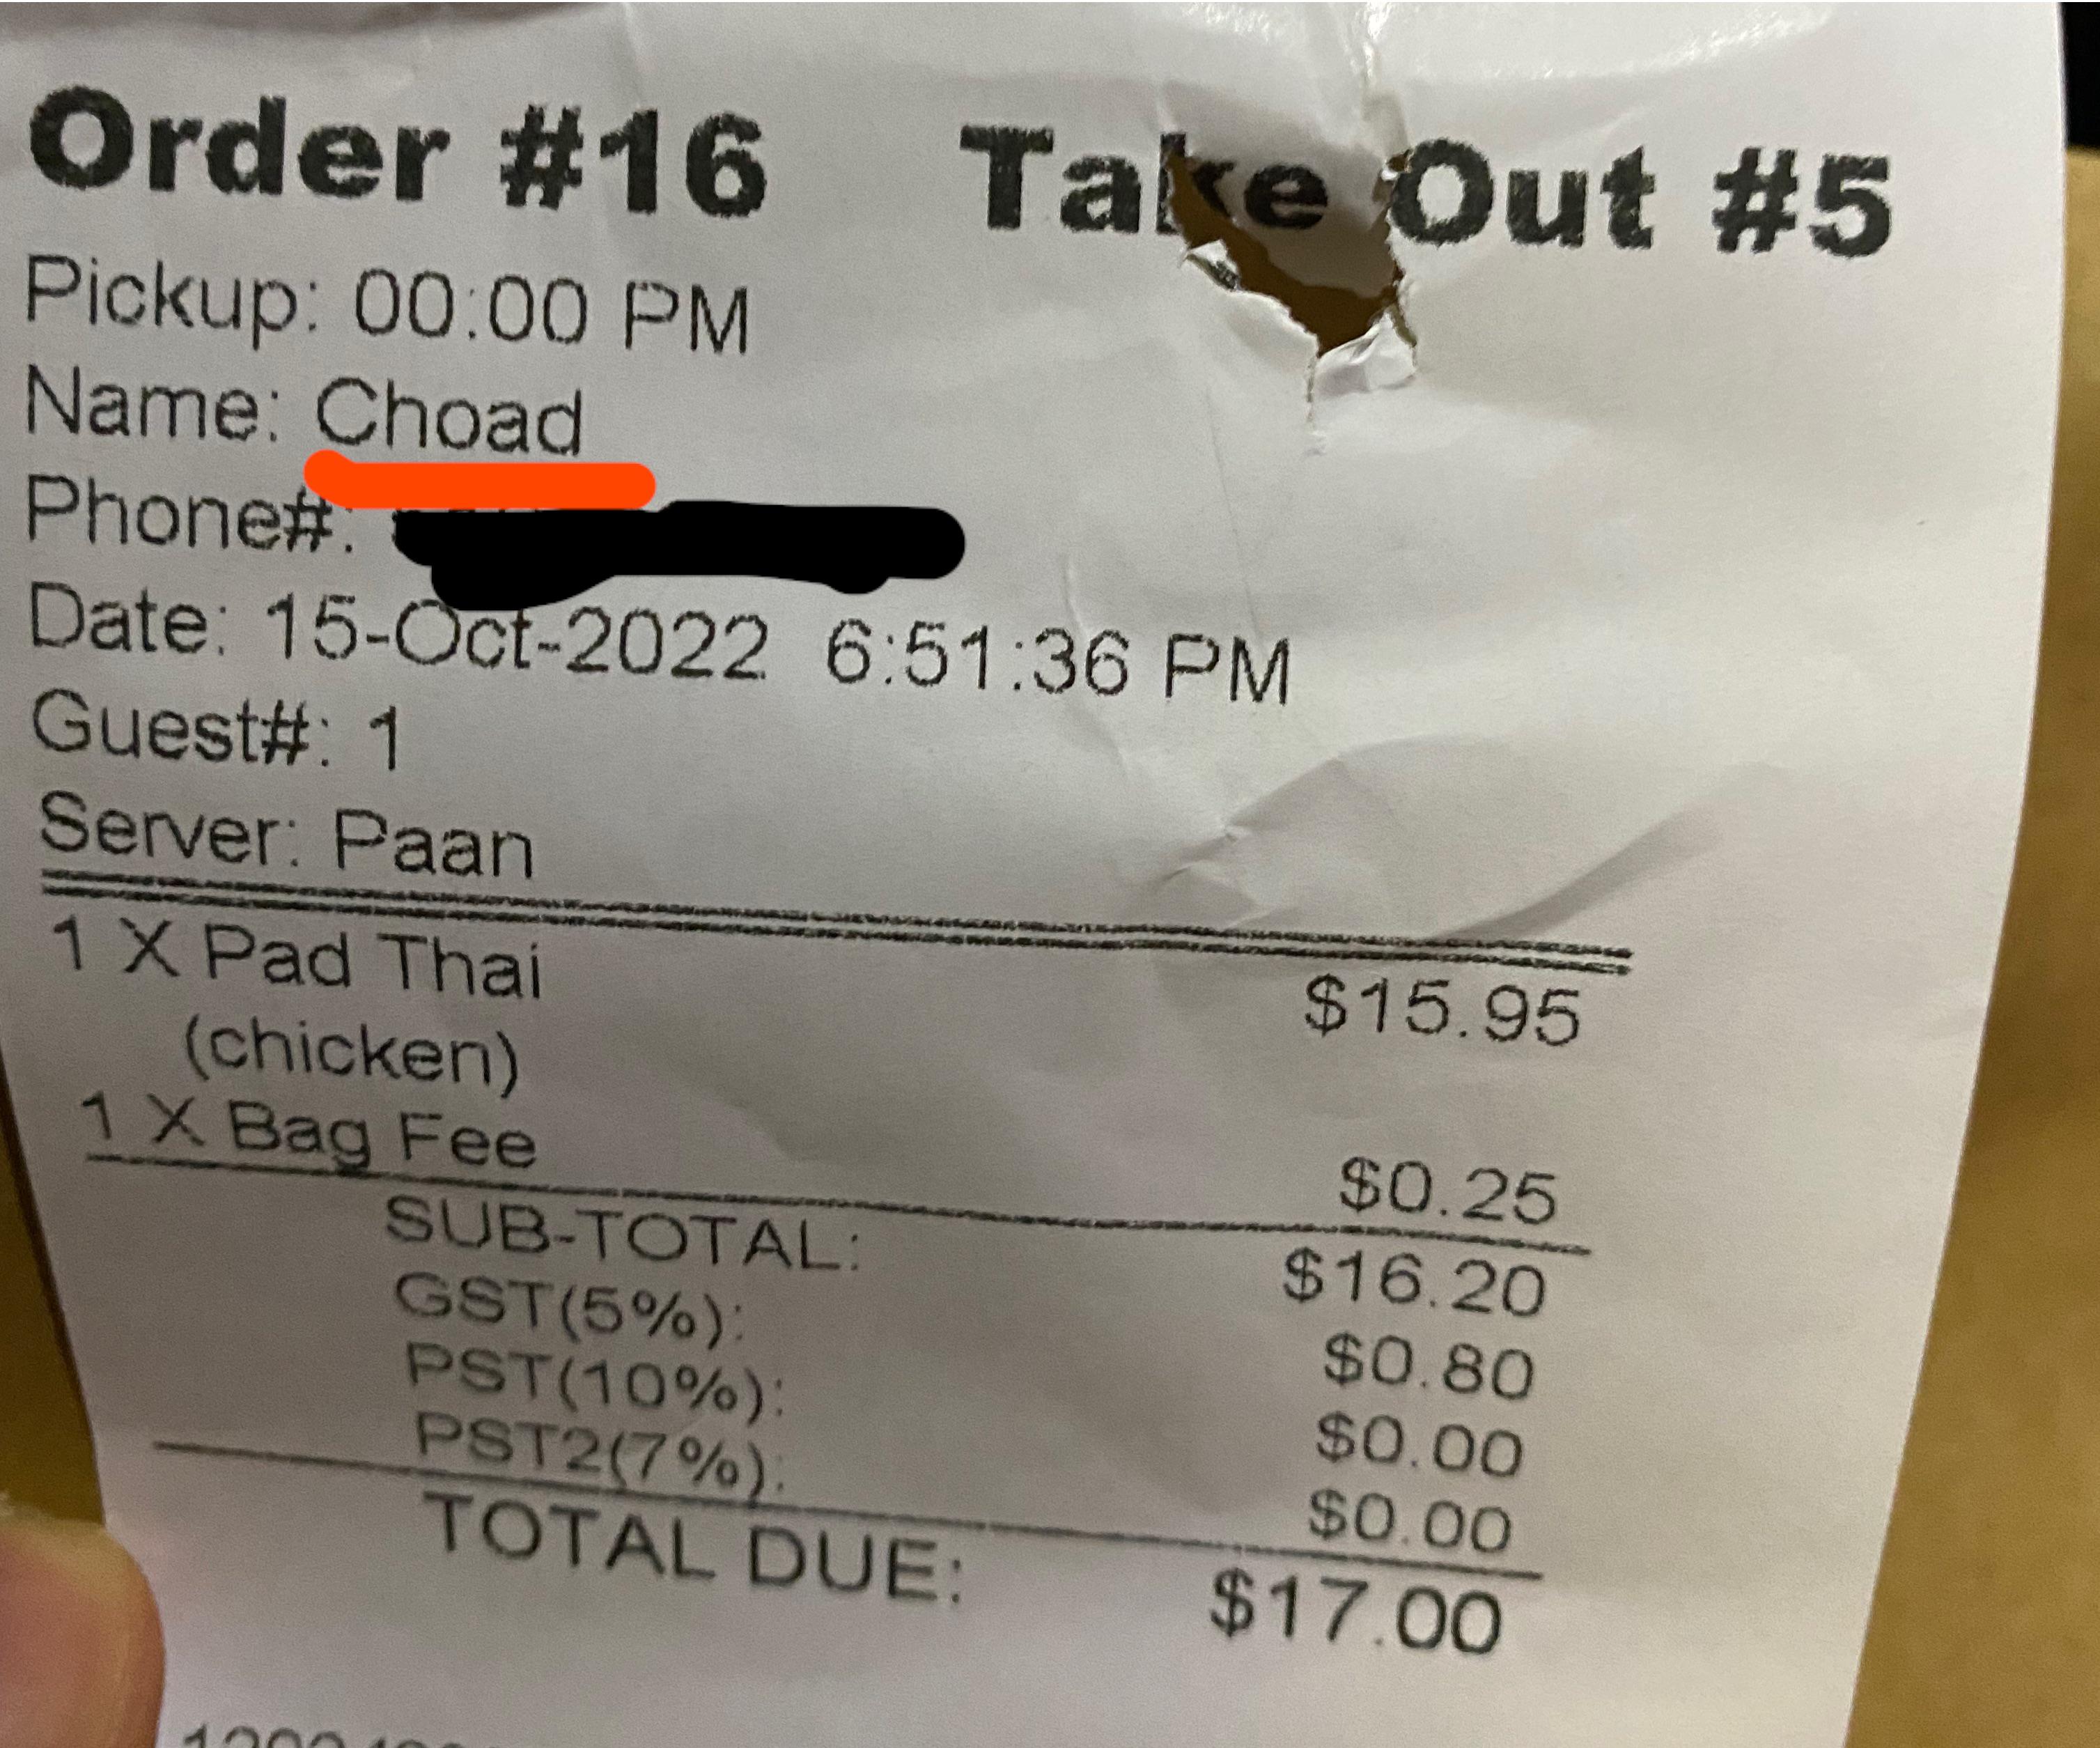 Order #16 Take Out #5
Pickup: 00:00 PM
Name: Choad
Phone#:
Date: 15-Oct-2022 6:51:36 PM
Guest#: 1
Server: Paan
1 X Pad Thai $15.95
(chicken)
1 X Bag Fee $0.25
SUB-TOTAL: $16.20
GST(5%): $0.80
PST(10%): $0.00
PST2(7%): $0.00
TOTAL DUE: $17.00